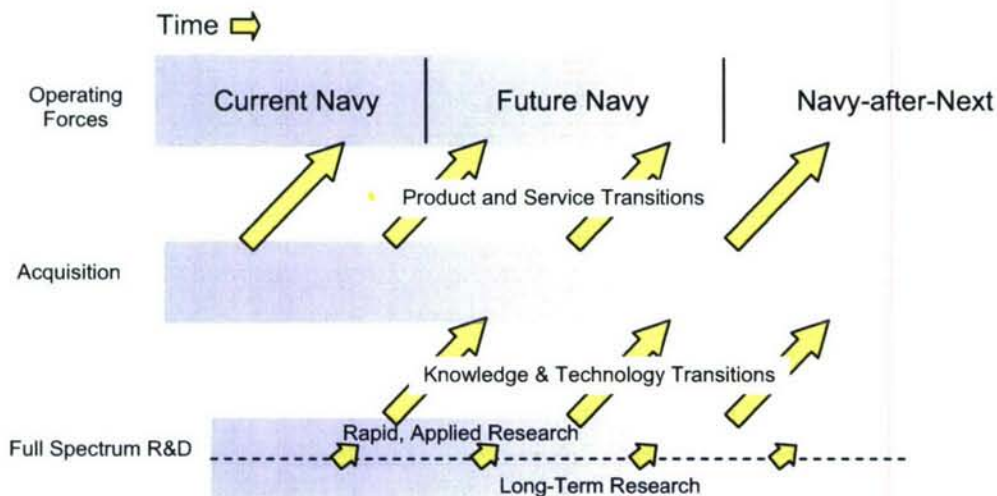 Time
Operating
Forces
Current Navy
Future Navy
Navy-after-Next
Product and Service Transitions
Acquisition
Knowledge & Technology Transitions
Full Spectrum R&D
Rapid, Applied Research
Long-Term Research